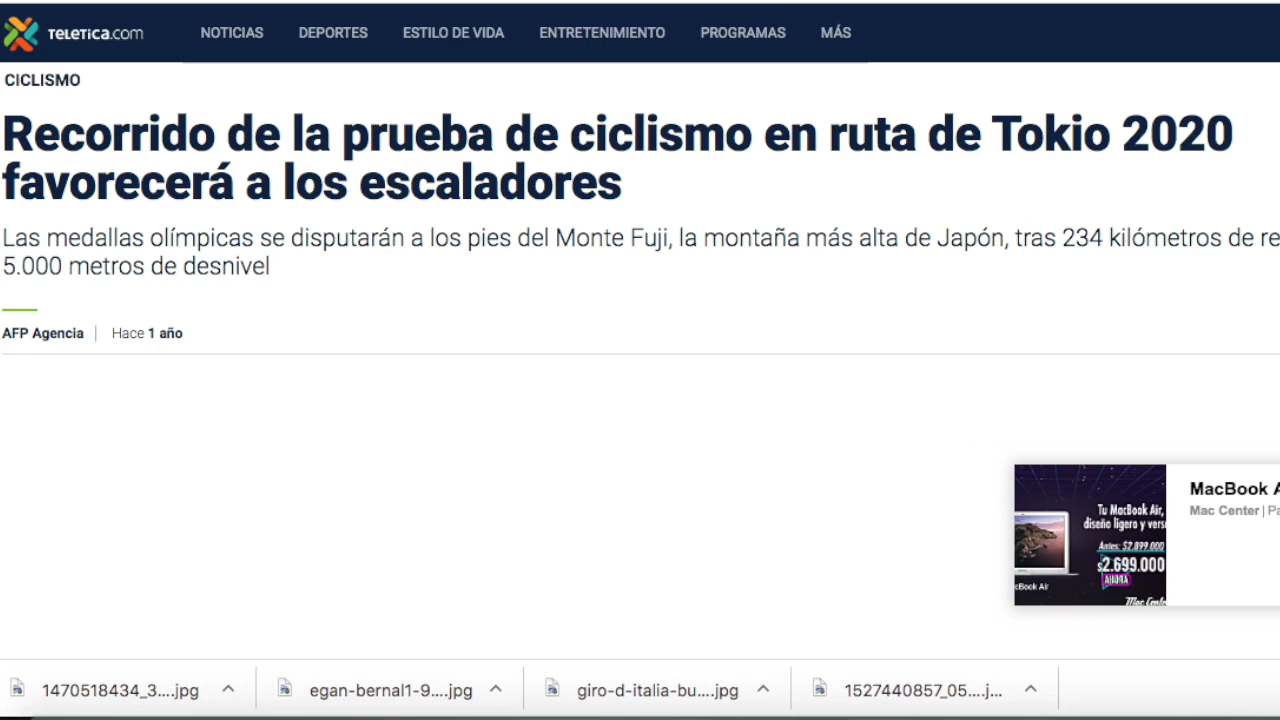 TELETICA.COM
NOTICIAS DEPORTES ESTILO DE VIDA ENTRETENIMIENTO PROGRAMAS MÁS
CICLISMO
Recorrido de la prueba de ciclismo en ruta de Tokio 2020
favorecerá a los escaladores
Las medallas olímpicas se disputarán a los pies del Monte Fuji, la montaña más alta de Japón, tras 234 kilómetros de re
5.000 metros de desnivel
AFP Agencia | Hace 1 año
MacBook A
Mac Center | Pa
Tu MacBook Air,
diseño ligero y vers
Antes: $2.899.000
$2.699.000
AHORA
cBook Air
Mac Cente
1470518434_3....jpg egan-bernal1-9....jpg giro-d-italia-bu....jpg 1527440857_05....j...